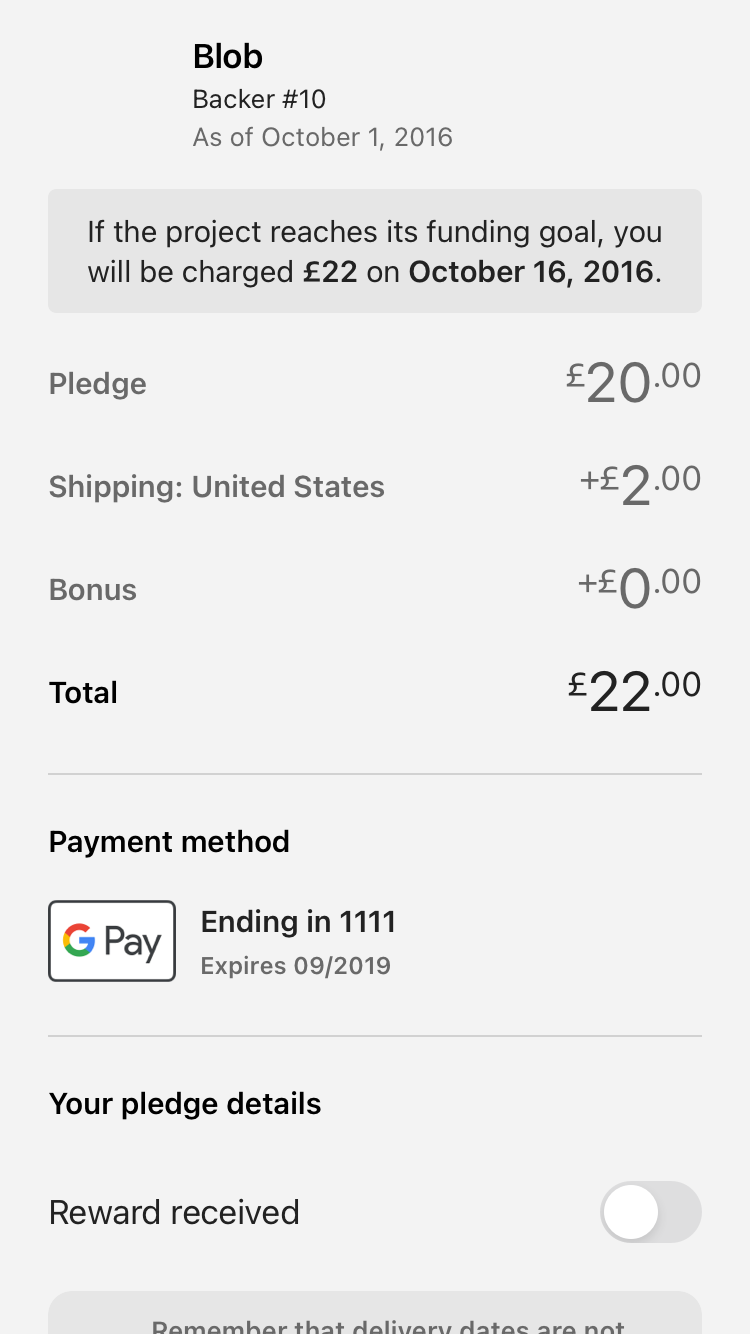 Blob
Backer #10
As of October 1, 2016
If the project reaches its funding goal, you
will be charged £22 on October 16, 2016.
Pledge £20.00
Shipping: United States +£2.00
Bonus +£0.00
Total £22.00
Payment method
G Pay
Ending in 1111
Expires 09/2019
Your pledge details
Reward received
Remember that delivery dates are not